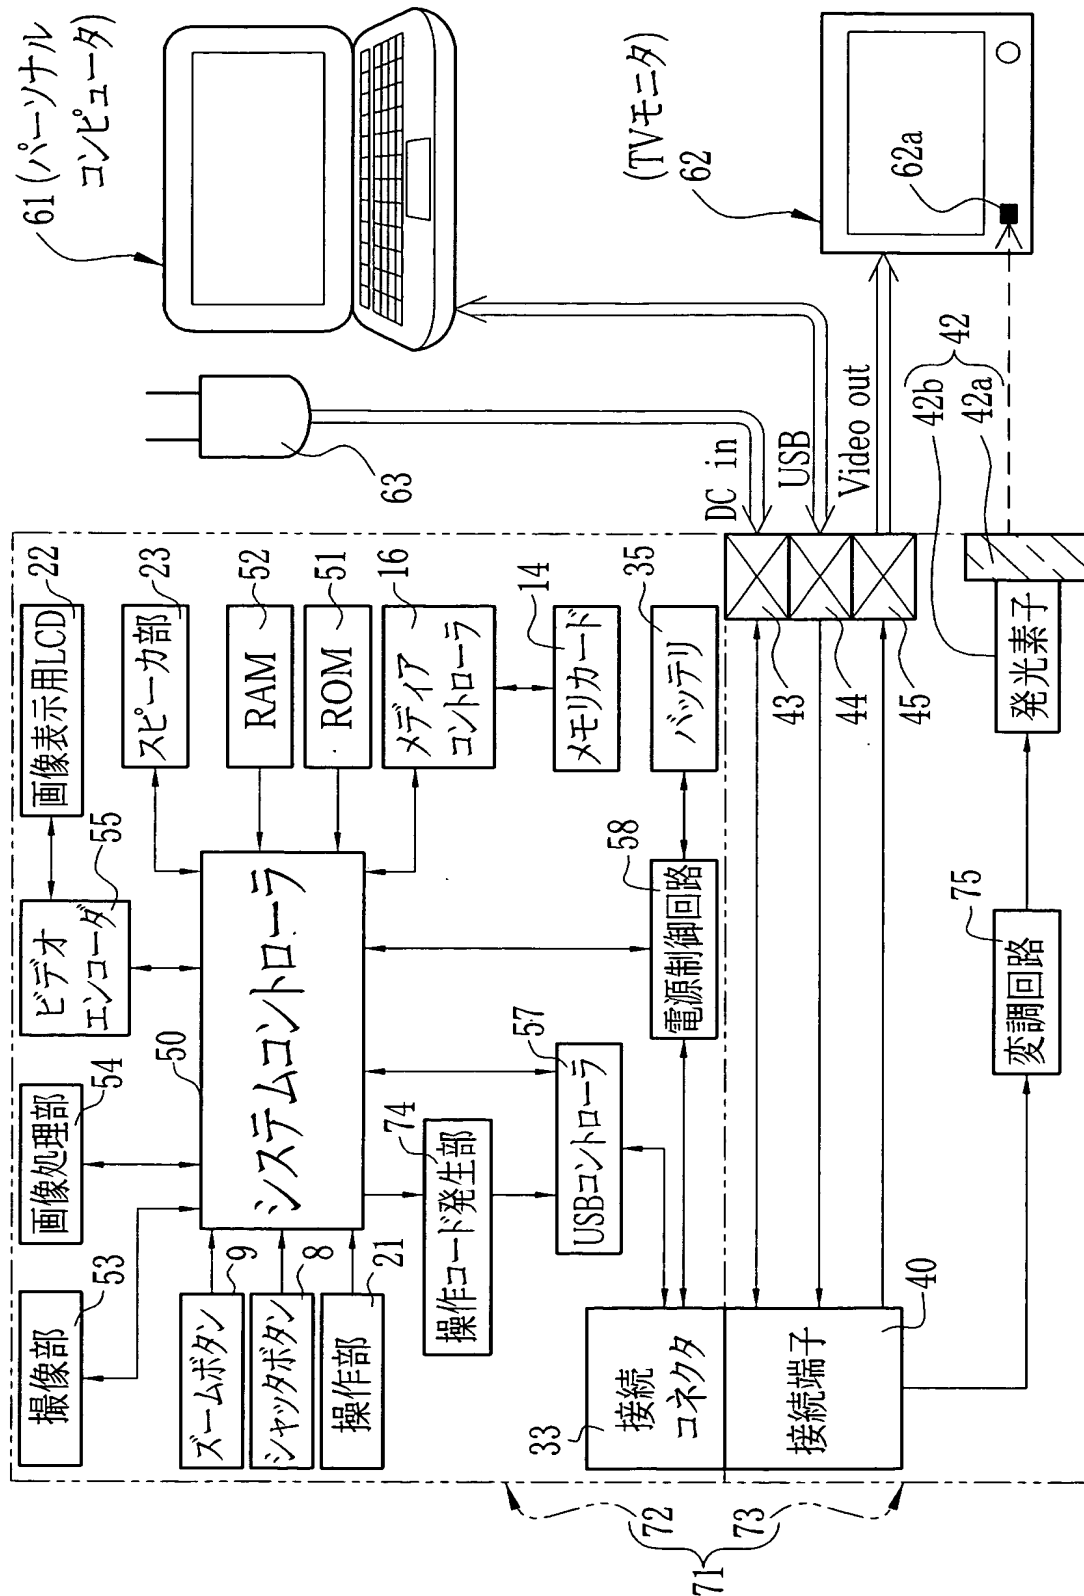 撮像部
53
画像処理部
54
ビデオ
エンコーダ
55
画像表示用LCD
22
61(パーソナル
コンピュータ)
ズームボタン
9
シャッタボタン
8
操作部
21
50
システムコントローラ
スピーカ部
23
RAM
52
ROM
51
メディア
コントローラ
16
メモリカード
14
63
操作コード発生部
74
USBコントローラ
57
電源制御回路
58
バッテリ
35
33
接続
コネクタ
接続端子
40
43
44
45
DC in
USB
Video out
(TVモニタ)
62
62a
変調回路
75
発光素子
42b
42a
42
71
72
73